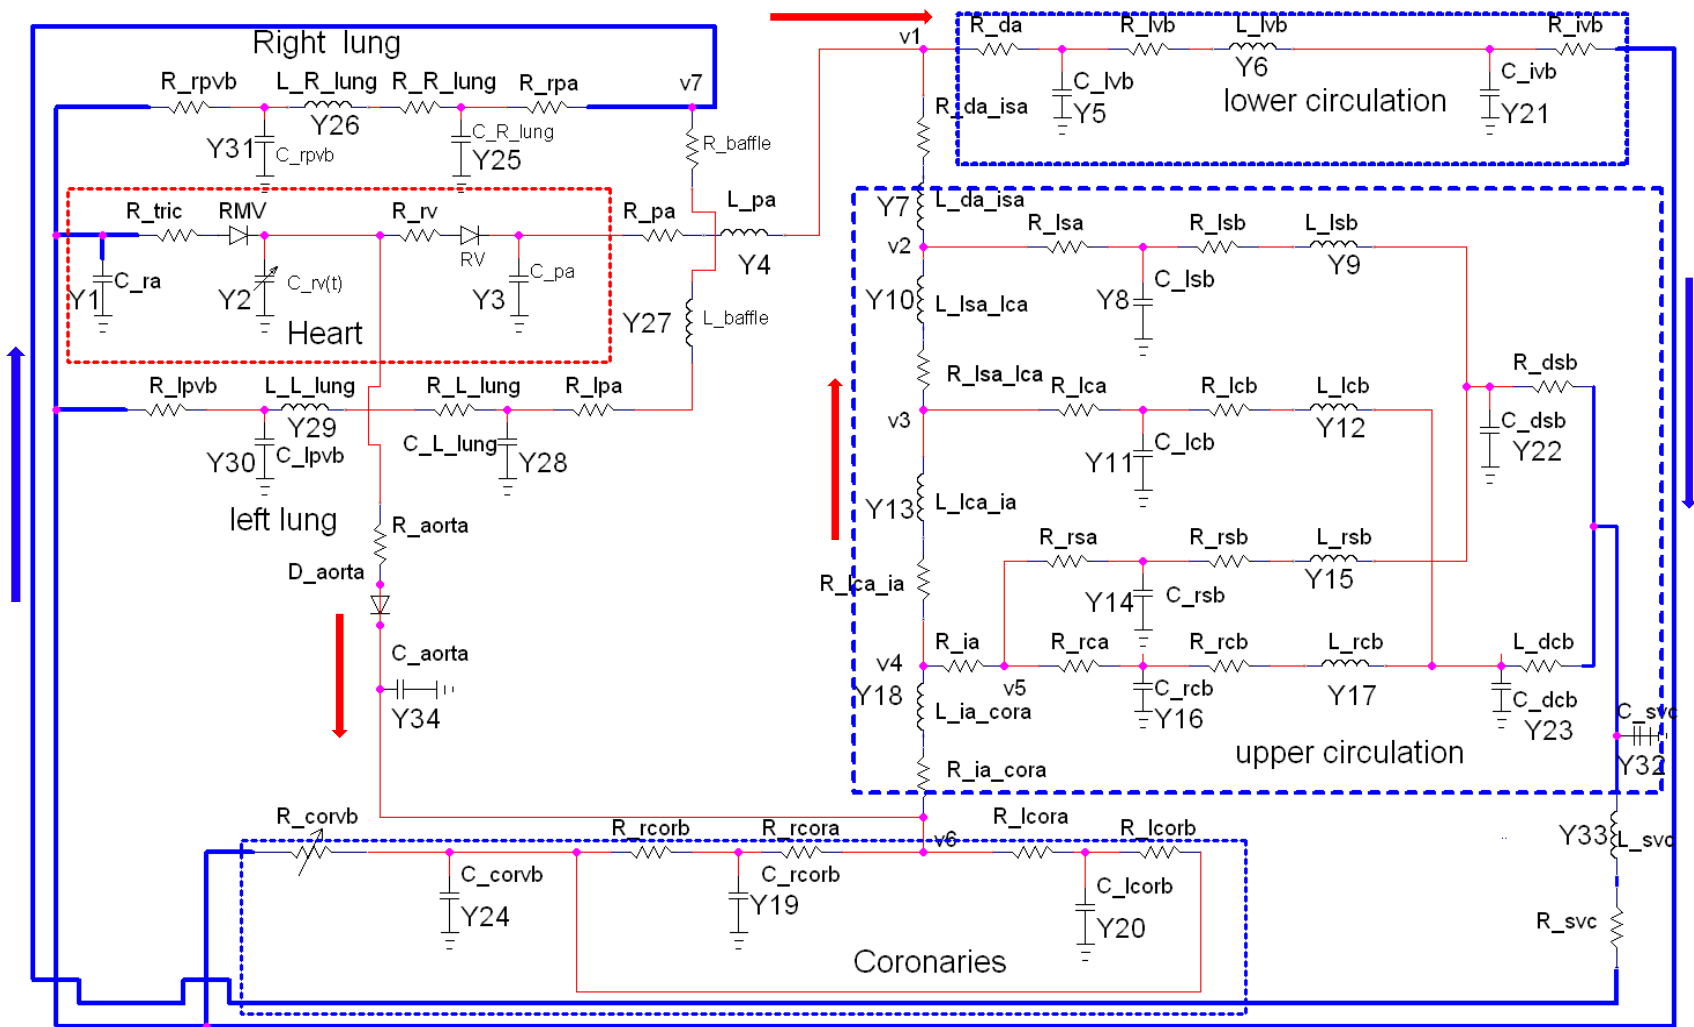 Right lung
R_rpvb
L_R_lung
R_R_lung
R_rpa
v7
Y31
C_rpvb
Y26
C_R_lung
Y25
R_baffle
v1
R_da
R_lvb
L_lvb
R_ivb
C_lvb
Y5
Y6
C_ivb
Y21
lower circulation
R_da_isa
Y7
L_da_isa
R_tric
RMV
R_rv
RV
R_pa
L_pa
Y4
Y1
C_ra
Y2
C_rv(t)
Y3
C_pa
Heart
Y27
L_baffle
v2
R_lsa
R_lsb
L_lsb
Y9
Y10
L_lsa_lca
Y8
C_lsb
R_lsa_lca
R_lpvb
L_L_lung
R_L_lung
R_lpa
Y29
Y30
C_lpvb
C_L_lung
Y28
left lung
v3
R_lca
R_lcb
L_lcb
Y12
Y11
C_lcb
R_dsb
C_dsb
Y22
Y13
L_lca_ia
R_lca_ia
R_rsa
R_rsb
L_rsb
Y15
Y14
C_rsb
R_aorta
D_aorta
C_aorta
Y34
v4
R_ia
v5
R_rca
R_rcb
L_rcb
L_dcb
Y18
L_ia_cora
C_rcb
Y16
Y17
C_dcb
Y23
C_svc
Y32
R_ia_cora
upper circulation
R_corvb
R_rcorb
R_rcora
v6
R_lcora
R_lcorb
Y33
L_svc
C_corvb
Y24
C_rcorb
Y19
C_lcorb
Y20
R_svc
Coronaries